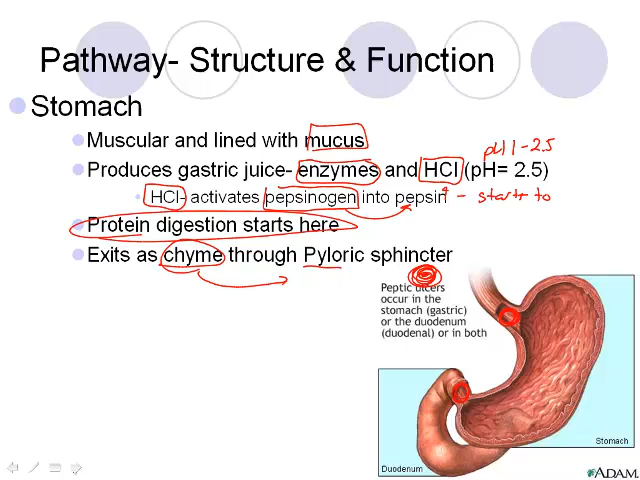 Pathway- Structure & Function
Stomach
Muscular and lined with mucus
pH 1-2.5
Produces gastric juice- enzymes and HCl (pH= 2.5)
HCl- activates pepsinogen into pepsin - starts to
Protein digestion starts here
Exits as chyme through Pyloric sphincter
Peptic ulcers
occur in the
stomach (gastric)
or the duodenum
(duodenal) or in both
Stomach
Duodenum
ADAM.